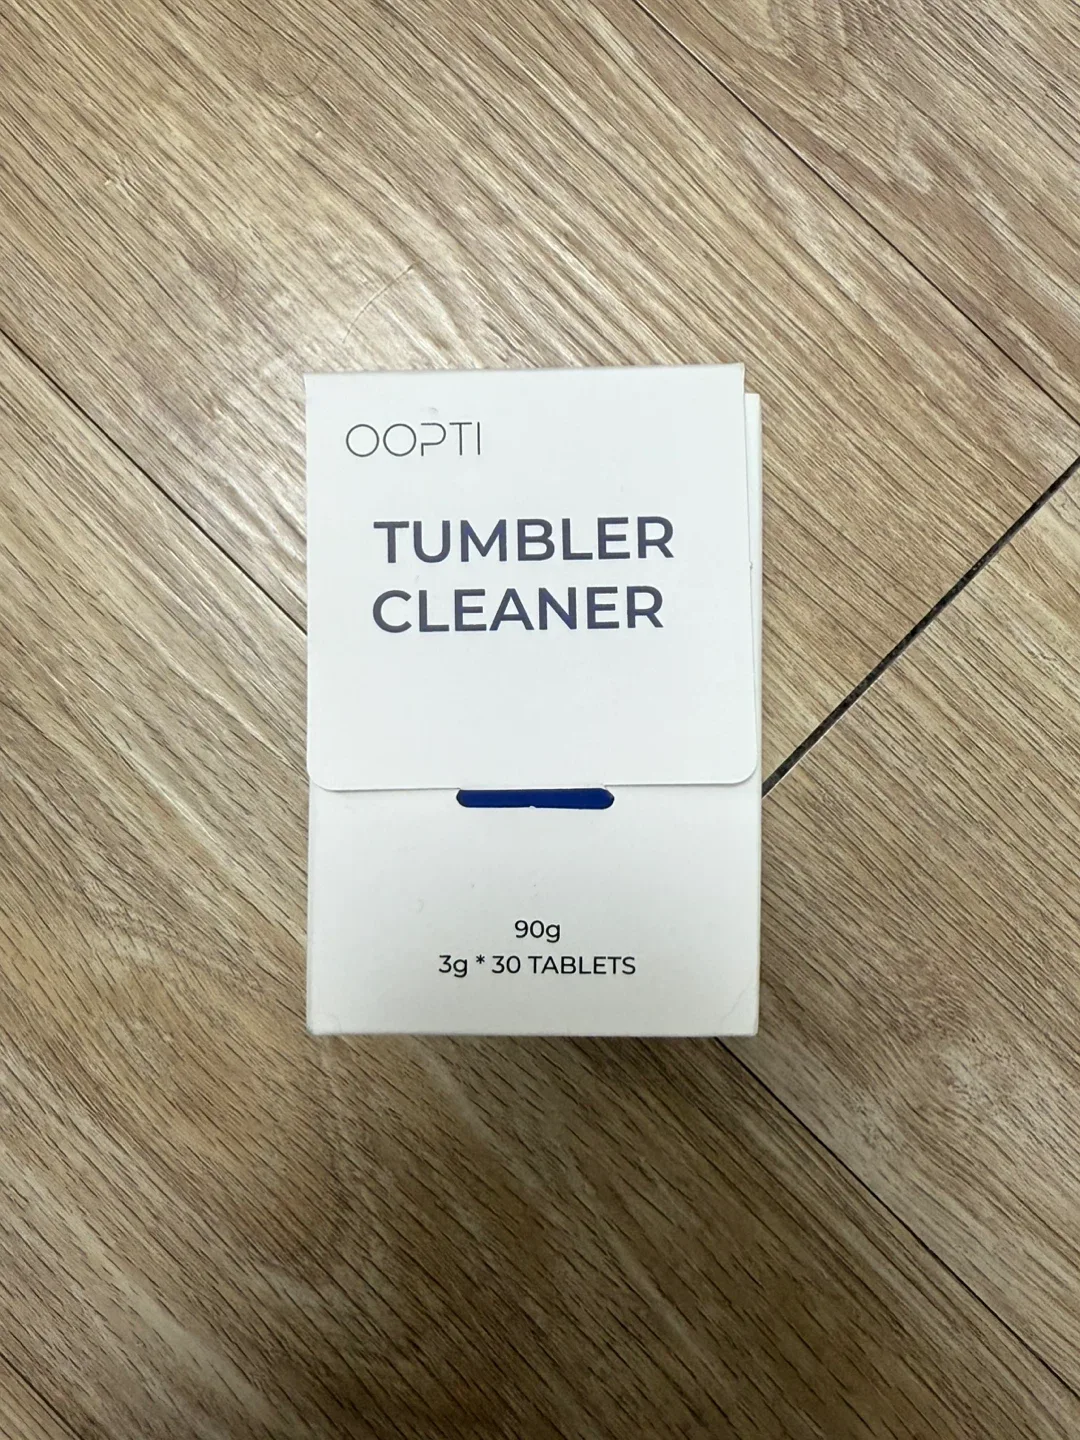 OOPTI
TUMBLER
CLEANER
90g
3g * 30 TABLETS